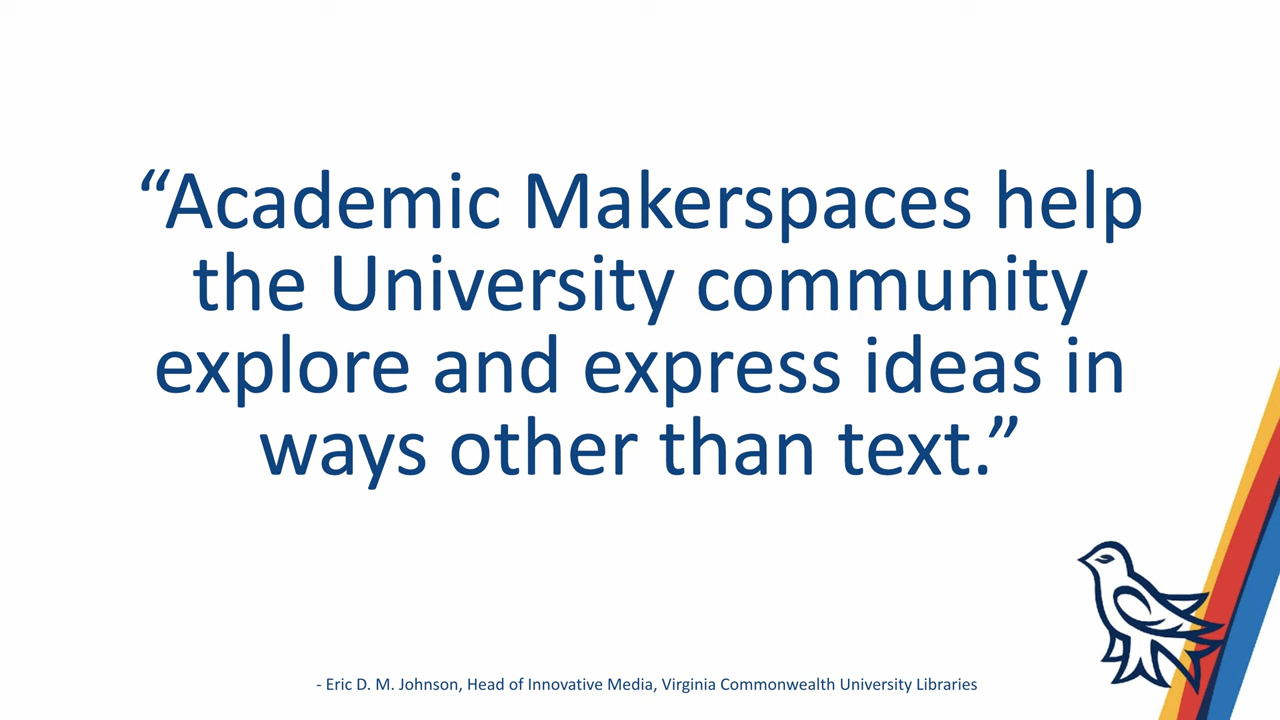 “Academic Makerspaces help
the University community
explore and express ideas in
ways other than text.”
- Eric D. M. Johnson, Head of Innovative Media, Virginia Commonwealth University Libraries